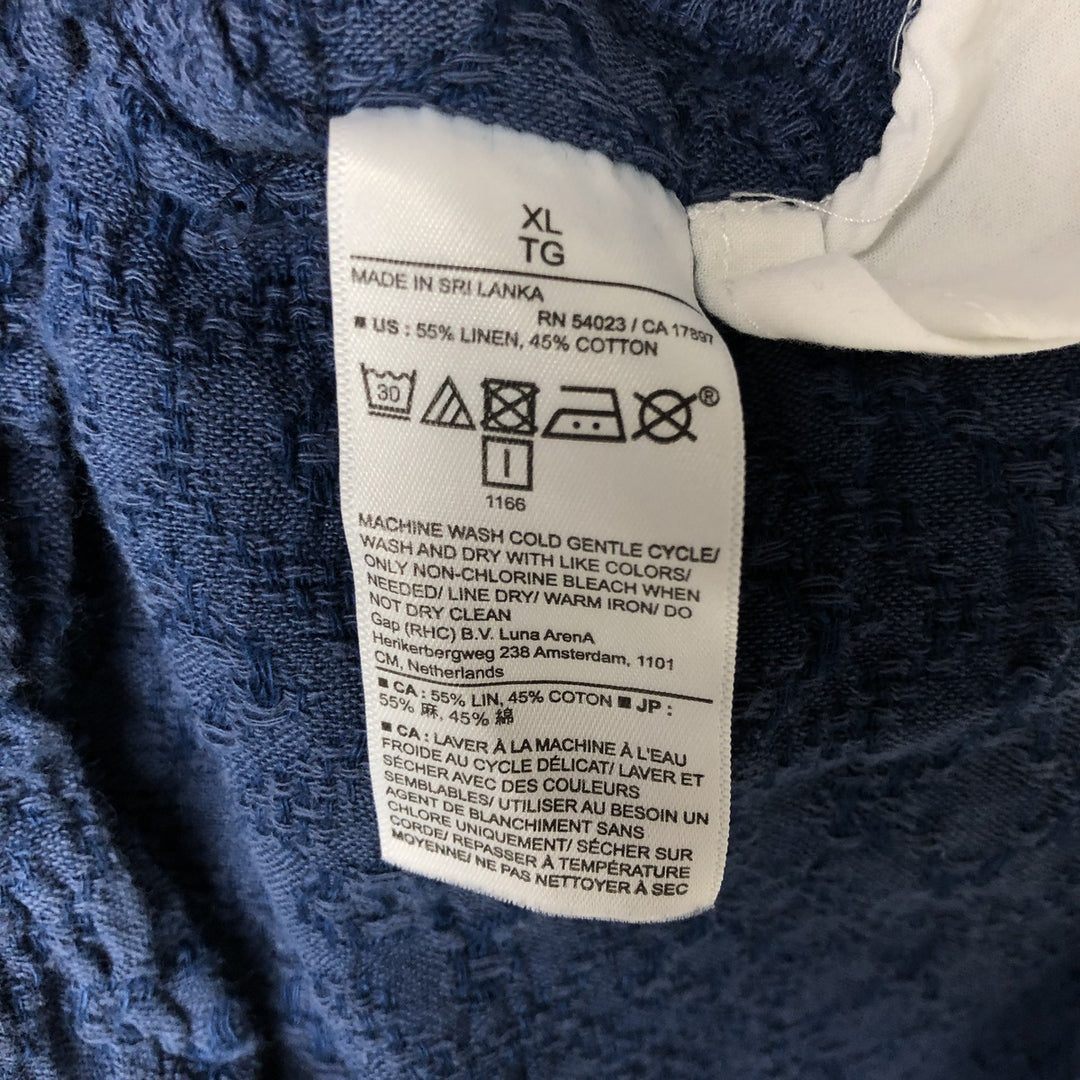 XL
TG
MADE IN SRI LANKA
RN 54023 / CA 17897
■ US : 55% LINEN, 45% COTTON
30
®
I
1166
MACHINE WASH COLD GENTLE CYCLE/
WASH AND DRY WITH LIKE COLORS/
ONLY NON-CHLORINE BLEACH WHEN
NEEDED/ LINE DRY/ WARM IRON/ DO
NOT DRY CLEAN
Gap (RHC) B.V. Luna ArenA
Herikerbergweg 238 Amsterdam, 1101
CM, Netherlands
■ CA : 55% LIN, 45% COTON ■ JP :
55% 麻, 45% 綿
■ CA : LAVER À LA MACHINE À L'EAU
FROIDE AU CYCLE DÉLICAT/ LAVER ET
SÉCHER AVEC DES COULEURS
SEMBLABLES/ UTILISER AU BESOIN UN
AGENT DE BLANCHIMENT SANS
CHLORE UNIQUEMENT/ SÉCHER SUR
CORDE/ REPASSER À TEMPÉRATURE
MOYENNE/ NE PAS NETTOYER À SEC